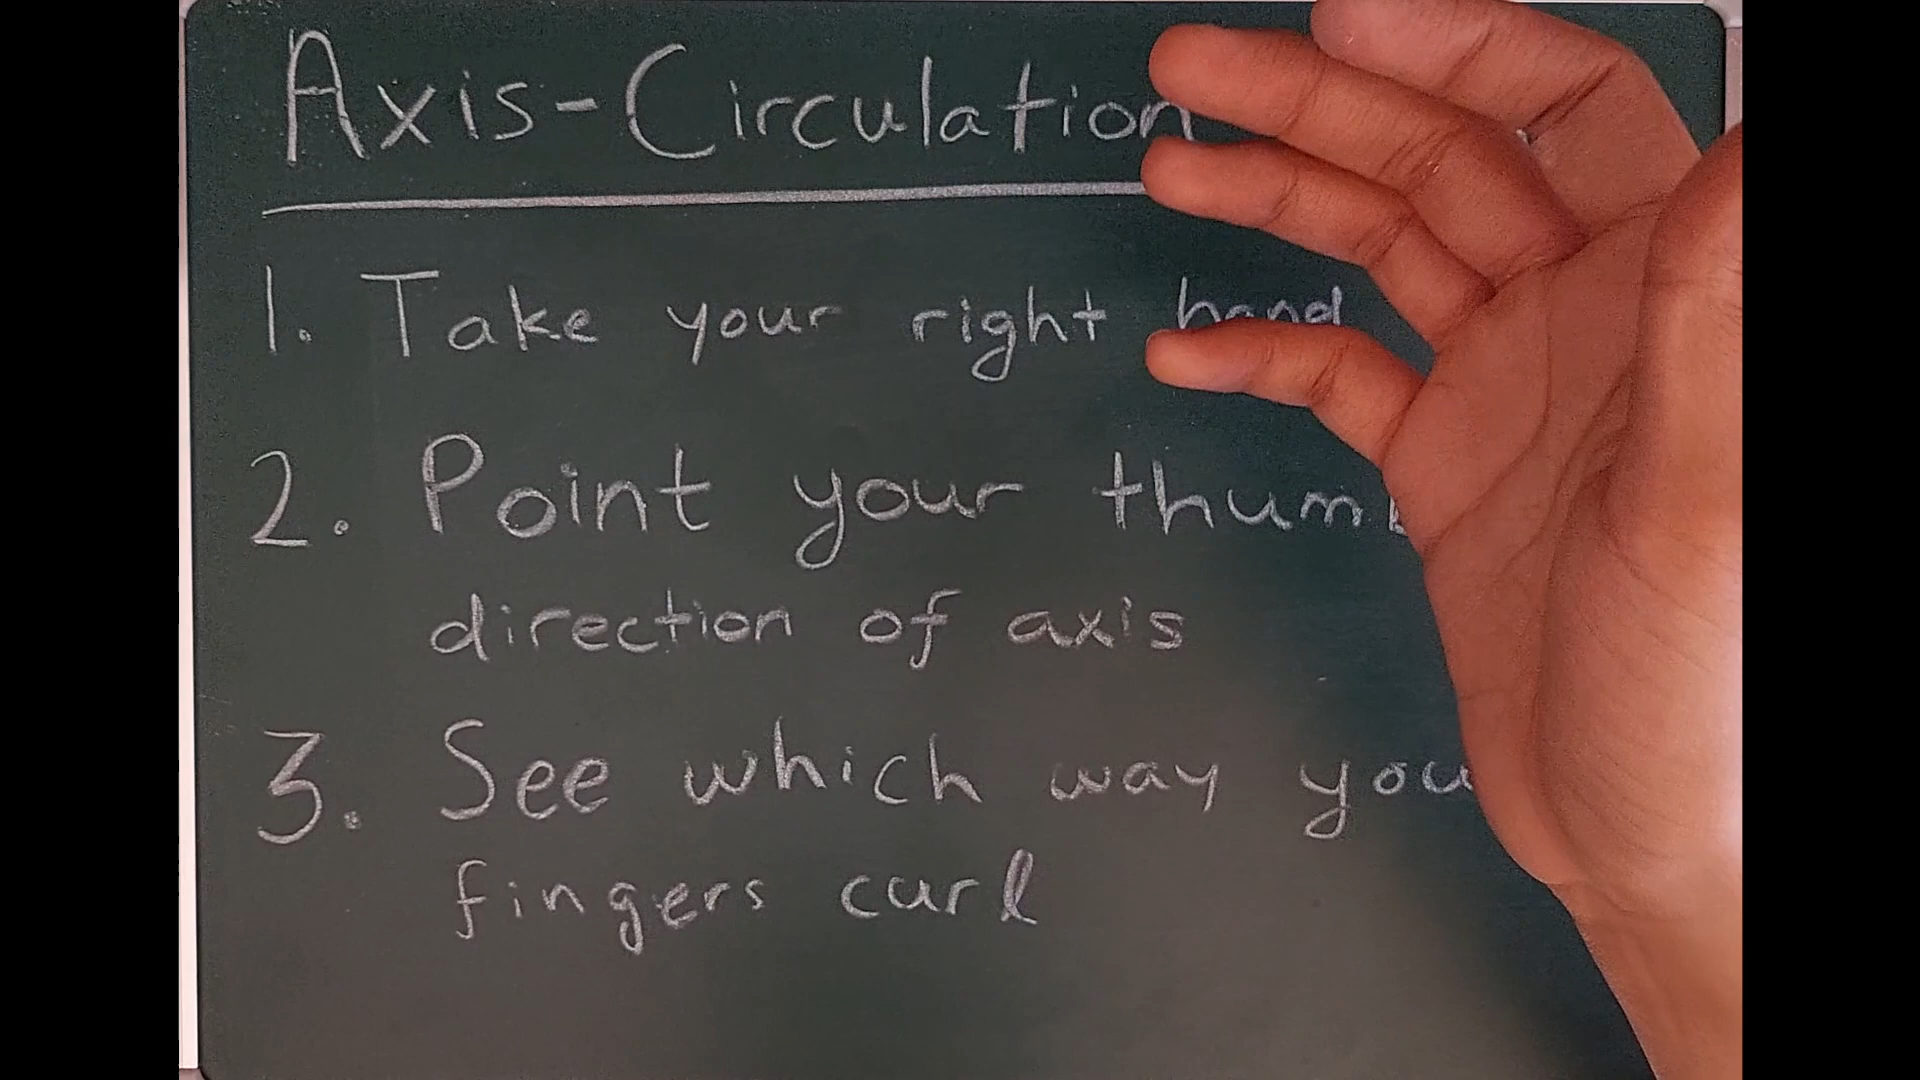 Axis-Circulation
1. Take your right hand
2. Point your thumb
direction of axis
3. See which way you
fingers curl